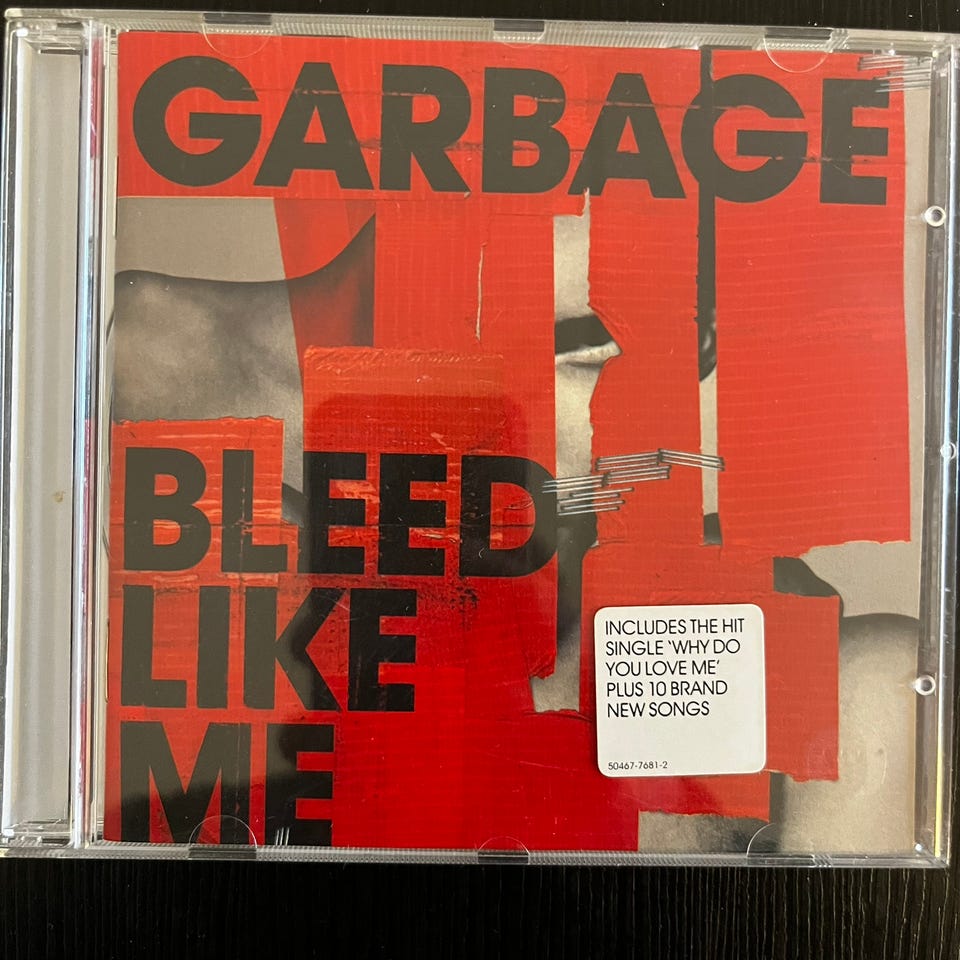 GARBAGE
BLEED
LIKE
ME
INCLUDES THE HIT
SINGLE ‘WHY DO
YOU LOVE ME’
PLUS 10 BRAND
NEW SONGS
50467-7681-2